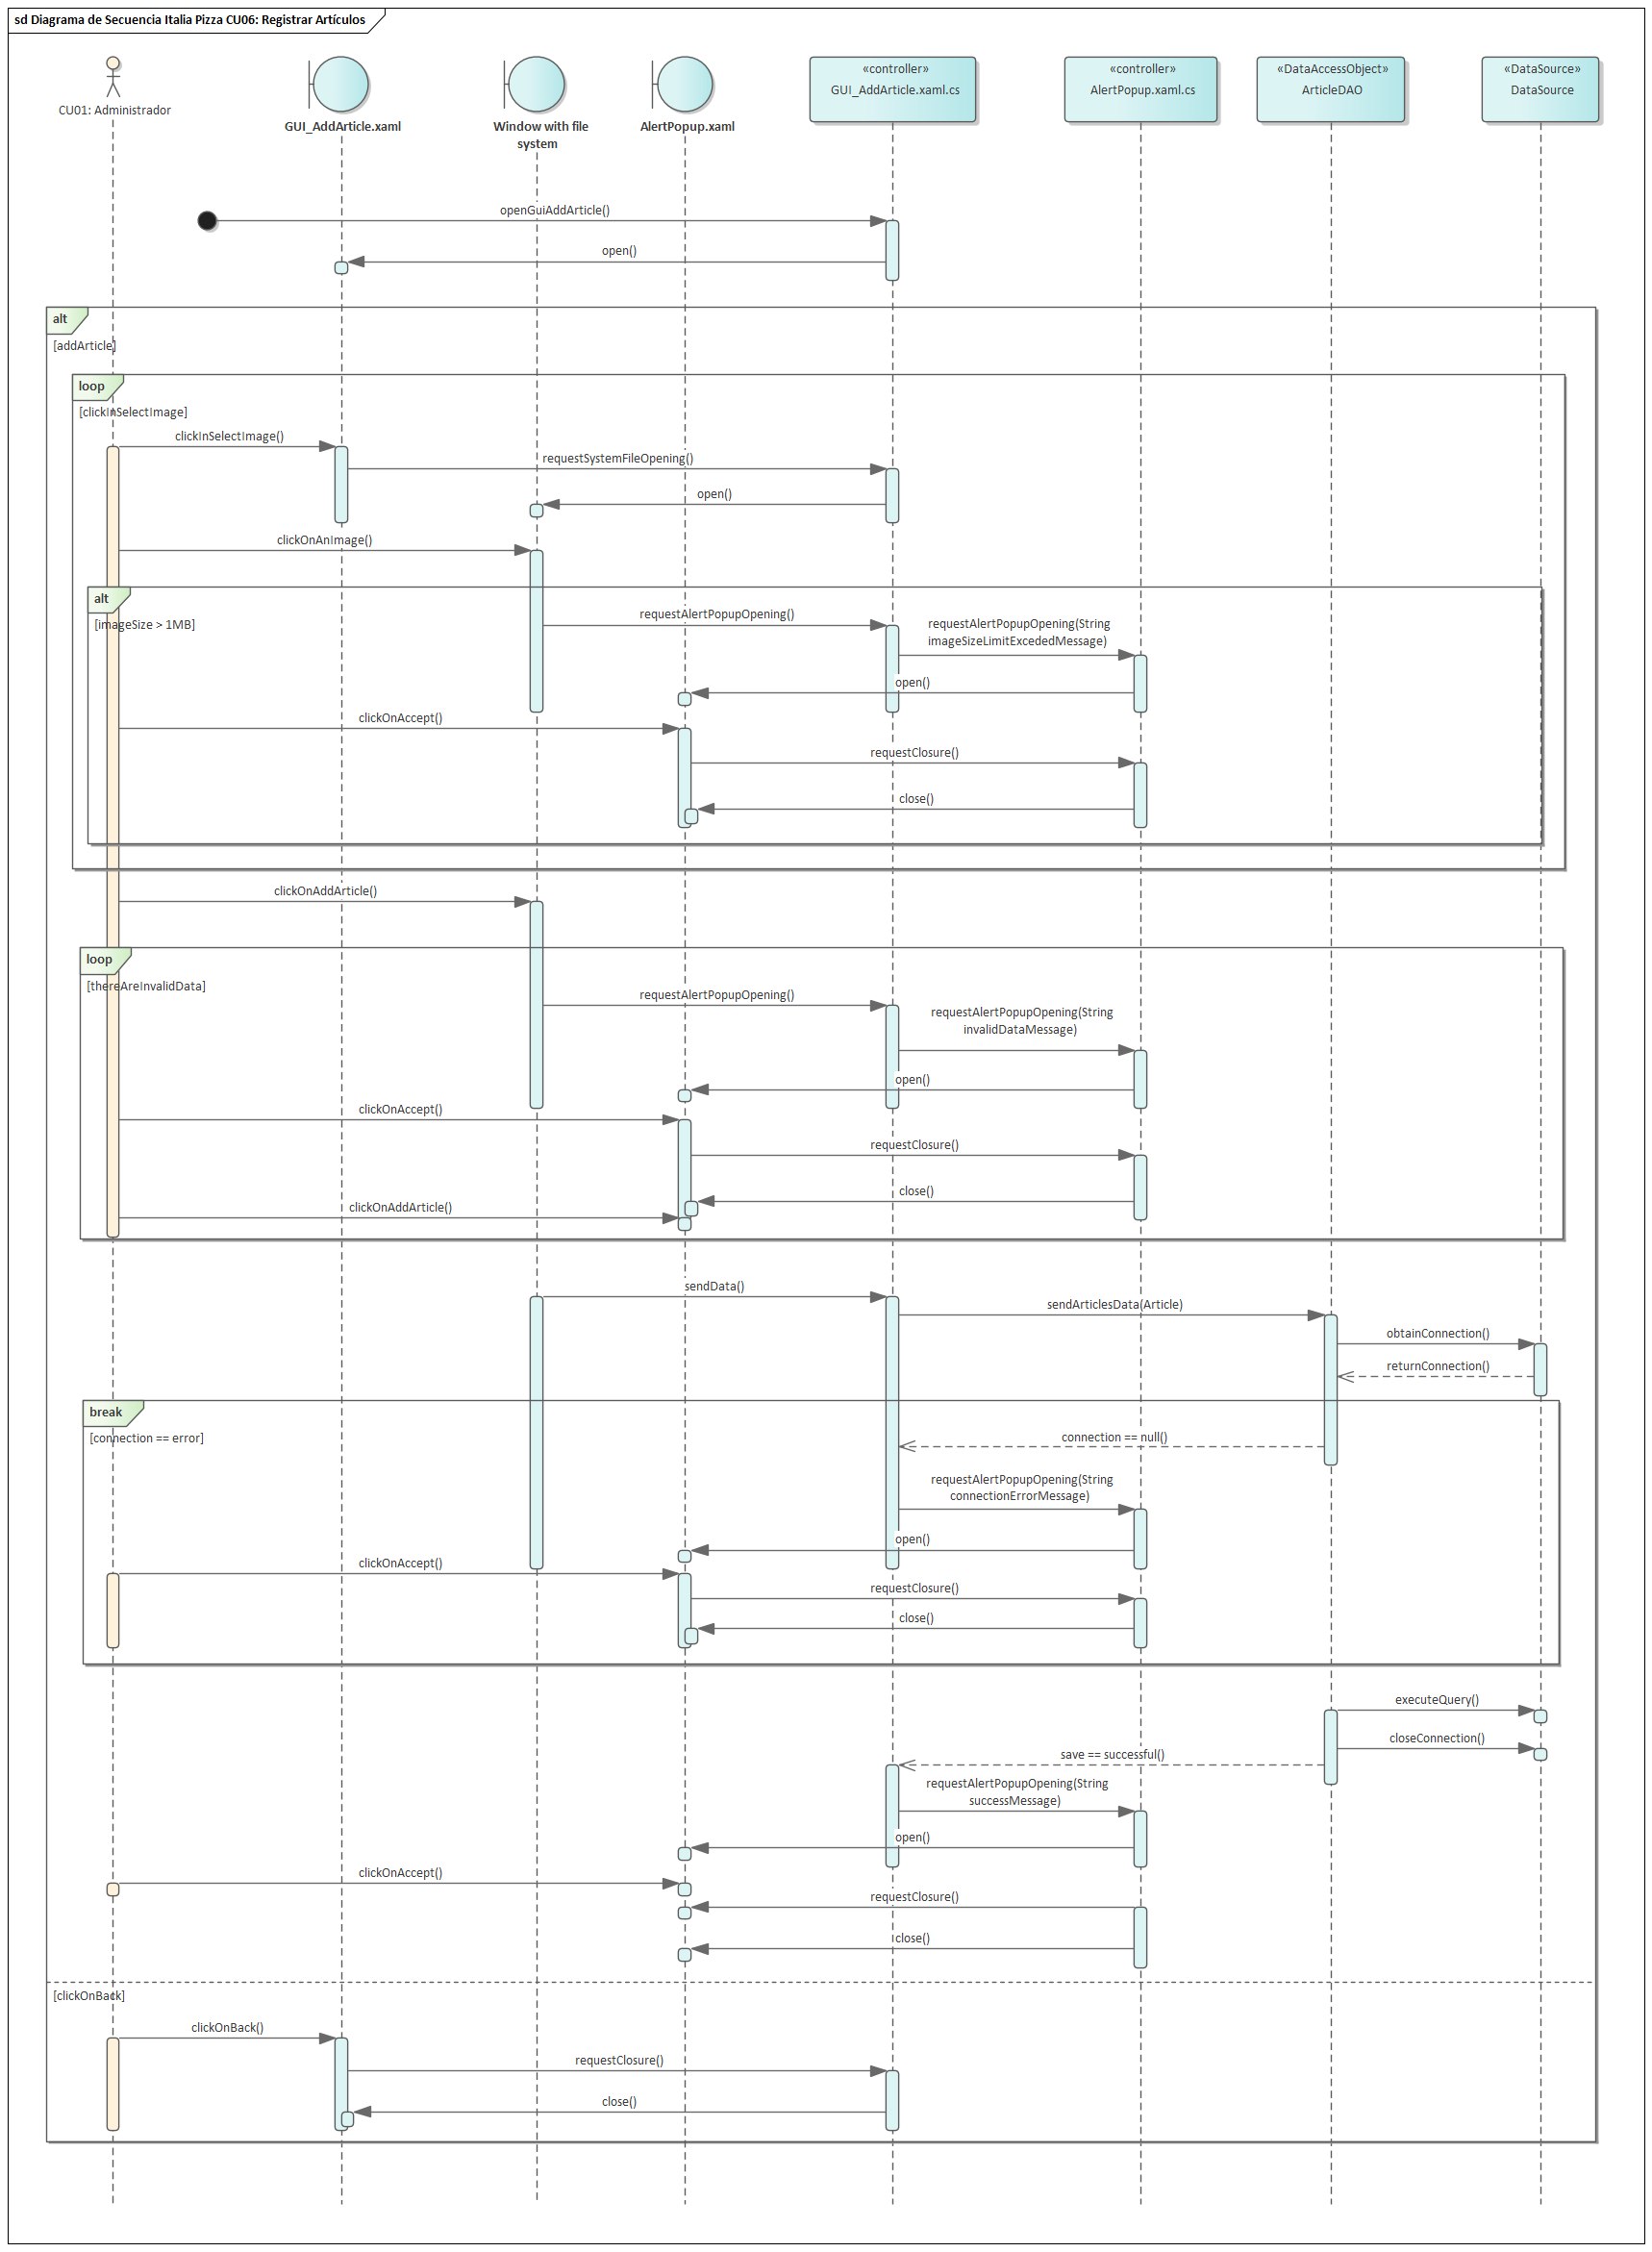 sd Diagrama de Secuencia Italia Pizza CU06: Registrar Artículos
CU01: Administrador
GUI_AddArticle.xaml
Window with file
system
AlertPopup.xaml
«controller»
GUI_AddArticle.xaml.cs
«controller»
AlertPopup.xaml.cs
«DataAccessObject»
ArticleDAO
«DataSource»
DataSource
openGuiAddArticle()
open()
alt
[addArticle]
loop
[clickInSelectImage]
clickInSelectImage()
requestSystemFileOpening()
open()
clickOnAnImage()
alt
[imageSize > 1MB]
requestAlertPopupOpening()
requestAlertPopupOpening(String
imageSizeLimitExcededMessage)
open()
clickOnAccept()
requestClosure()
close()
clickOnAddArticle()
loop
[thereAreInvalidData]
requestAlertPopupOpening()
requestAlertPopupOpening(String
invalidDataMessage)
open()
clickOnAccept()
requestClosure()
close()
clickOnAddArticle()
sendData()
sendArticlesData(Article)
obtainConnection()
returnConnection()
break
[connection == error]
connection == null()
requestAlertPopupOpening(String
connectionErrorMessage)
open()
clickOnAccept()
requestClosure()
close()
executeQuery()
closeConnection()
save == successful()
requestAlertPopupOpening(String
successMessage)
open()
clickOnAccept()
requestClosure()
close()
[clickOnBack]
clickOnBack()
requestClosure()
close()